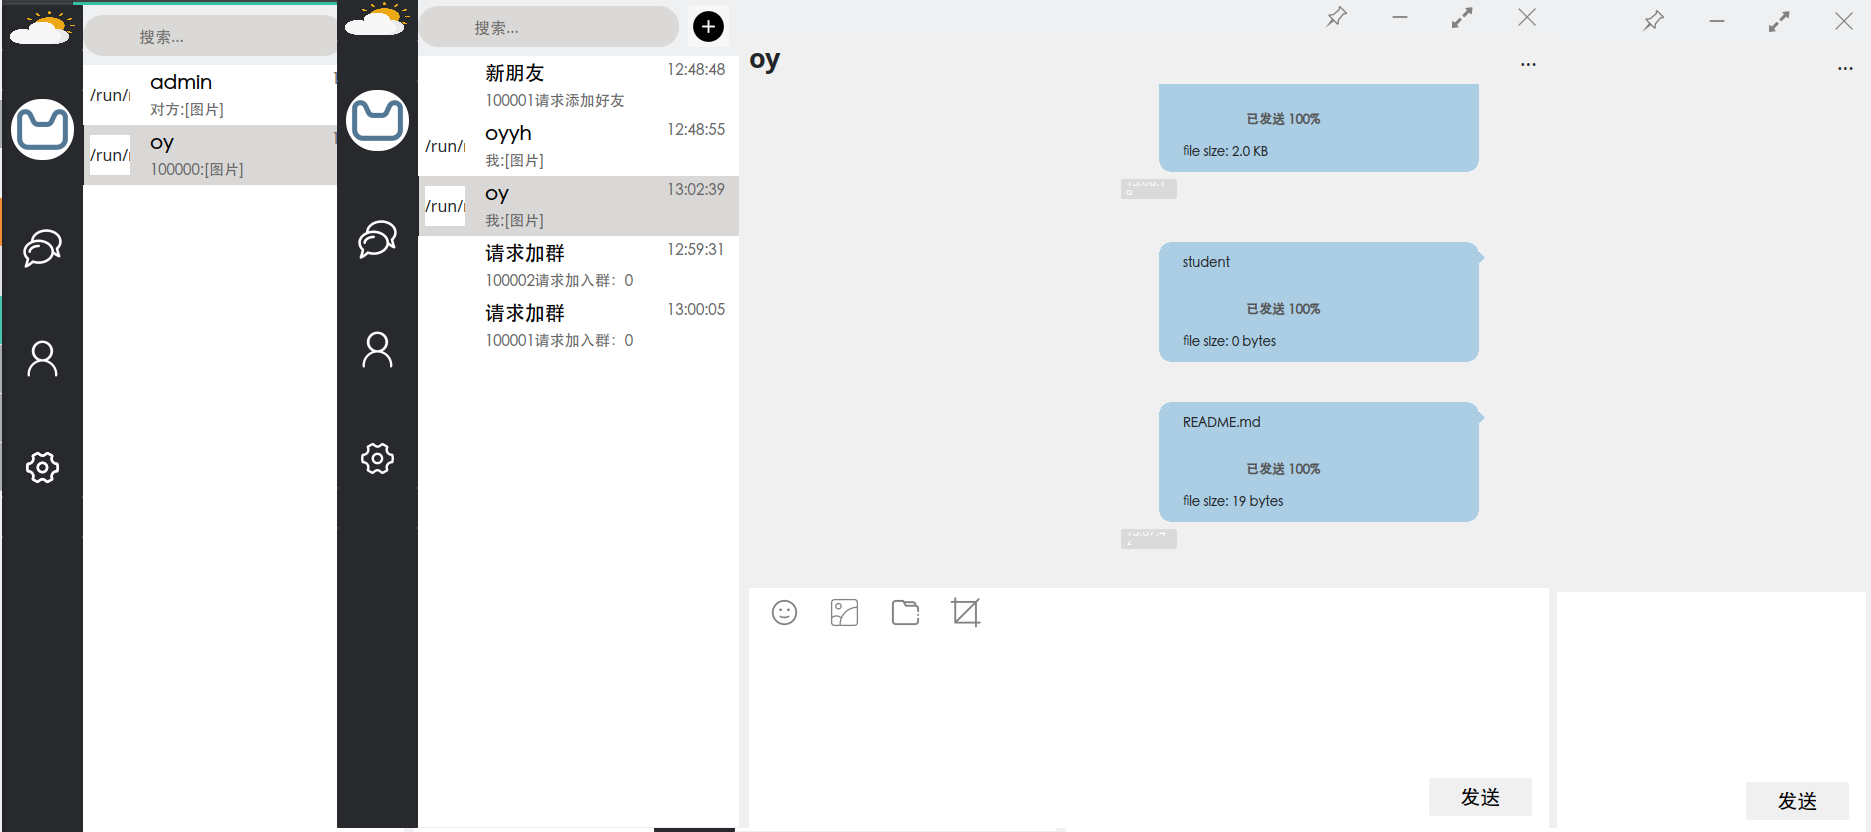 搜索...
admin
/run/
对方:[图片]
oy
/run/
100000:[图片]
搜索...
新朋友
12:48:48
100001请求添加好友
oyyh
12:48:55
/run/
我:[图片]
oy
13:02:39
/run/
我:[图片]
请求加群
12:59:31
100002请求加入群：0
请求加群
13:00:05
100001请求加入群：0
oy
...
已发送 100%
file size: 2.0 KB
student
已发送 100%
file size: 0 bytes
README.md
已发送 100%
file size: 19 bytes
发送
...
发送